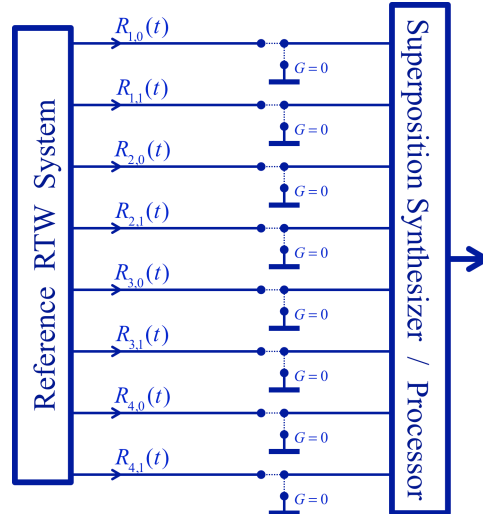 Reference RTW System
R1,0(t)
G = 0
R1,1(t)
G = 0
R2,0(t)
G = 0
R2,1(t)
G = 0
R3,0(t)
G = 0
R3,1(t)
G = 0
R4,0(t)
G = 0
R4,1(t)
G = 0
Superposition Synthesizer / Processor